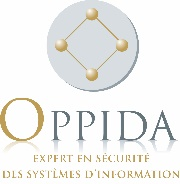 OPPIDA
EXPERT EN SÉCURITÉ
DES SYSTÈMES D'INFORMATION